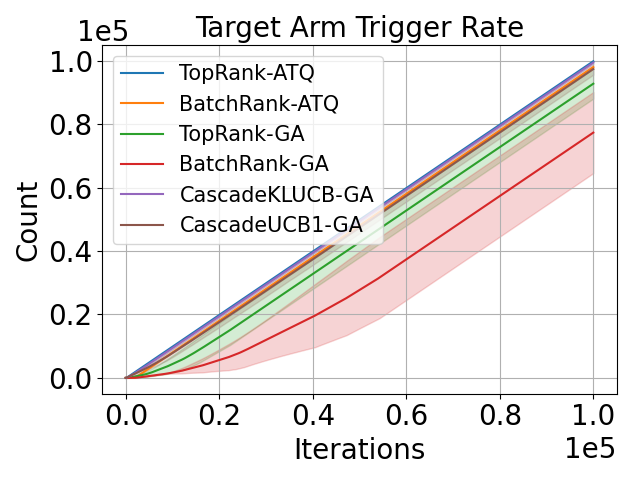 Target Arm Trigger Rate
1e5
TopRank-ATQ
BatchRank-ATQ
TopRank-GA
BatchRank-GA
CascadeKLUCB-GA
CascadeUCB1-GA
Count
1.0
0.8
0.6
0.4
0.2
0.0
0.0 0.2 0.4 0.6 0.8 1.0
Iterations
1e5